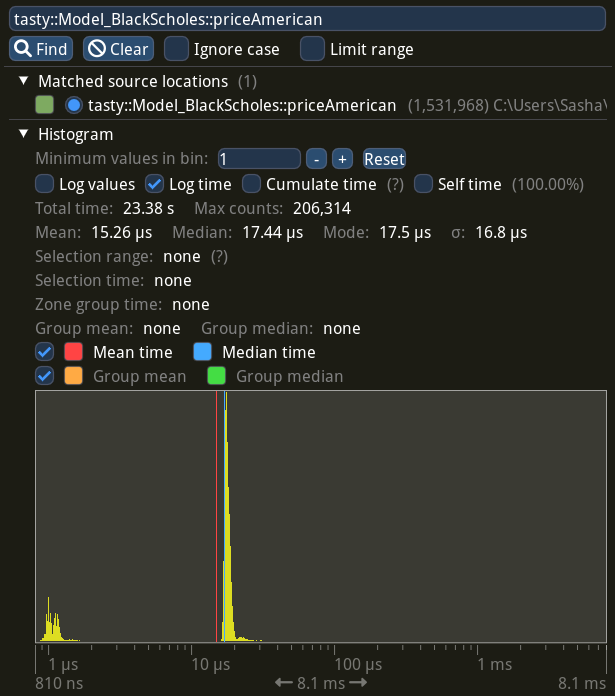 tasty::Model_BlackScholes::priceAmerican
Find Clear Ignore case Limit range
Matched source locations (1)
tasty::Model_BlackScholes::priceAmerican (1,531,968) C:\Users\Sasha\
Histogram
Minimum values in bin: 1 - + Reset
Log values Log time Cumulate time (?) Self time (100.00%)
Total time: 23.38 s Max counts: 206,314
Mean: 15.26 µs Median: 17.44 µs Mode: 17.5 µs σ: 16.8 µs
Selection range: none (?)
Selection time: none
Zone group time: none
Group mean: none Group median: none
Mean time Median time
Group mean Group median
1 µs 10 µs 100 µs 1 ms
810 ns 8.1 ms 8.1 ms